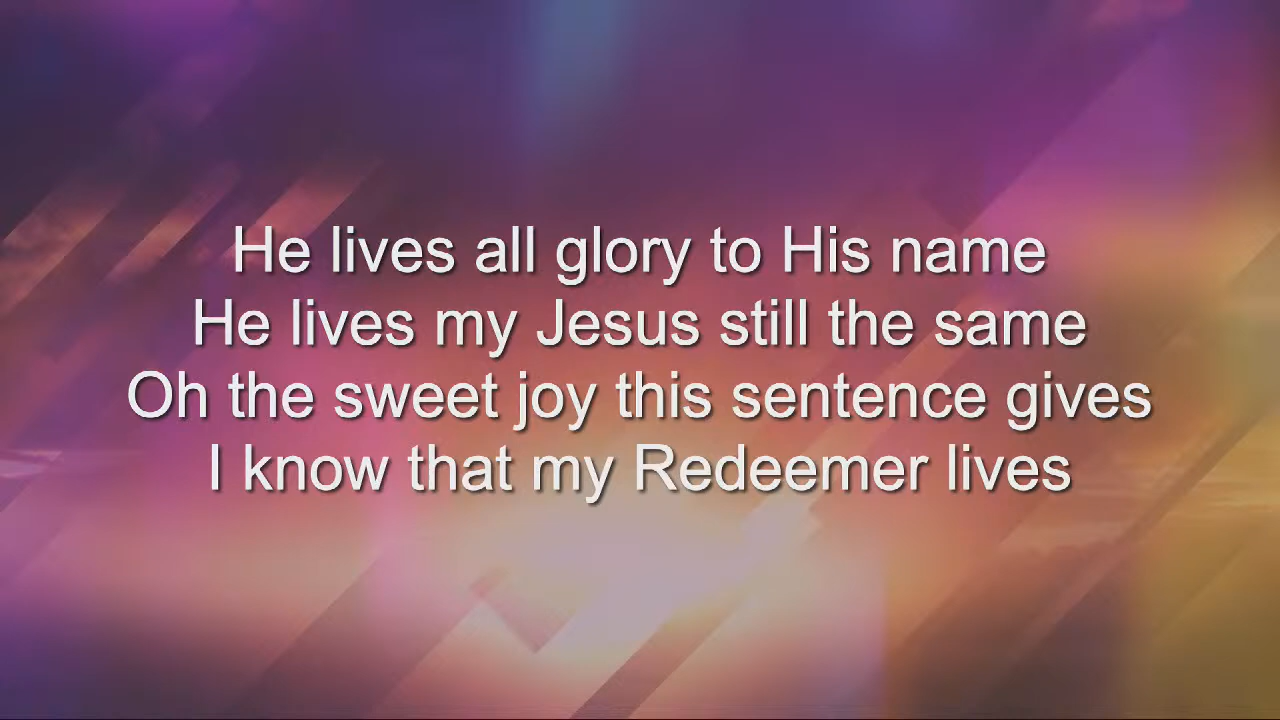 He lives all glory to His name
He lives my Jesus still the same
Oh the sweet joy this sentence gives
I know that my Redeemer lives